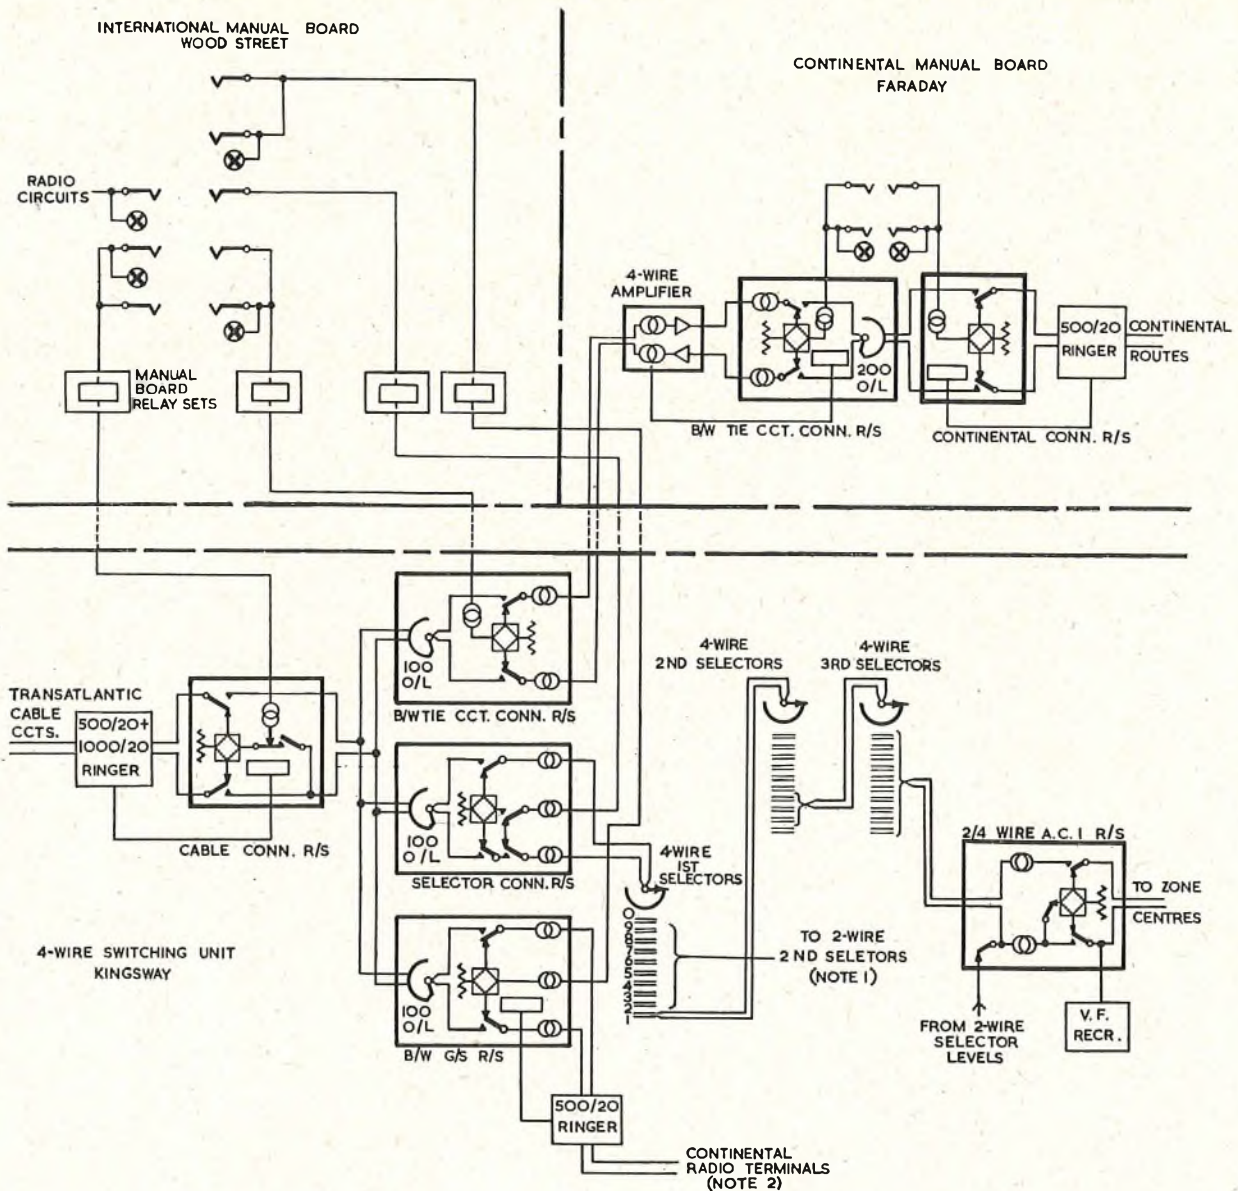 INTERNATIONAL MANUAL BOARD
WOOD STREET
CONTINENTAL MANUAL BOARD
FARADAY
RADIO
CIRCUITS
MANUAL
BOARD
RELAY SETS
4-WIRE
AMPLIFIER
200
O/L
B/W TIE CCT. CONN. R/S
CONTINENTAL CONN. R/S
500/20
RINGER
CONTINENTAL
ROUTES
TRANSATLANTIC
CABLE
CCTS.
500/20+
1000/20
RINGER
CABLE CONN. R/S
100
O/L
B/W TIE CCT. CONN. R/S
100
O/L
SELECTOR CONN. R/S
100
O/L
B/W G/S R/S
4-WIRE SWITCHING UNIT
KINGSWAY
4-WIRE
1ST
SELECTORS
0
9
8
7
6
5
4
3
2
1
TO 2-WIRE
2ND SELETORS
(NOTE 1)
4-WIRE
2ND SELECTORS
4-WIRE
3RD SELECTORS
2/4 WIRE A.C. 1 R/S
TO ZONE
CENTRES
FROM 2-WIRE
SELECTOR
LEVELS
V. F.
RECR.
500/20
RINGER
CONTINENTAL
RADIO TERMINALS
(NOTE 2)